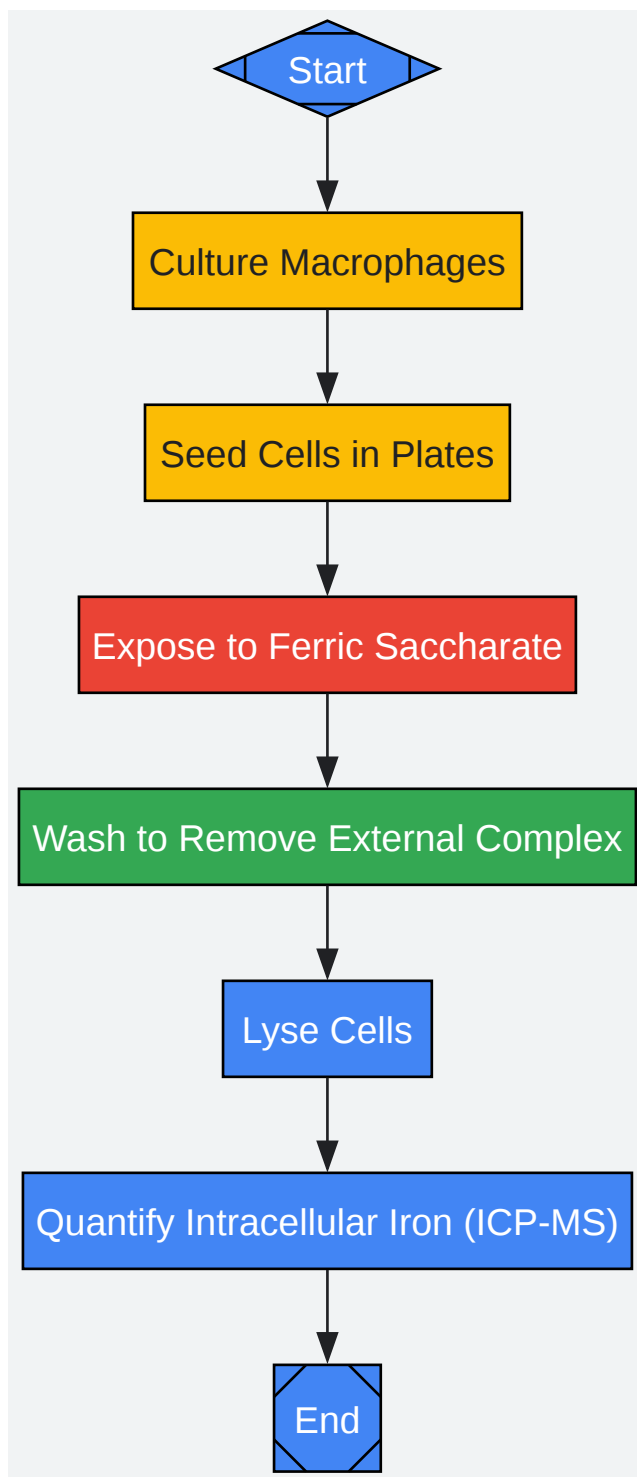 Start
Culture Macrophages
Seed Cells in Plates
Expose to Ferric Saccharate
Wash to Remove External Complex
Lyse Cells
Quantify Intracellular Iron (ICP-MS)
End